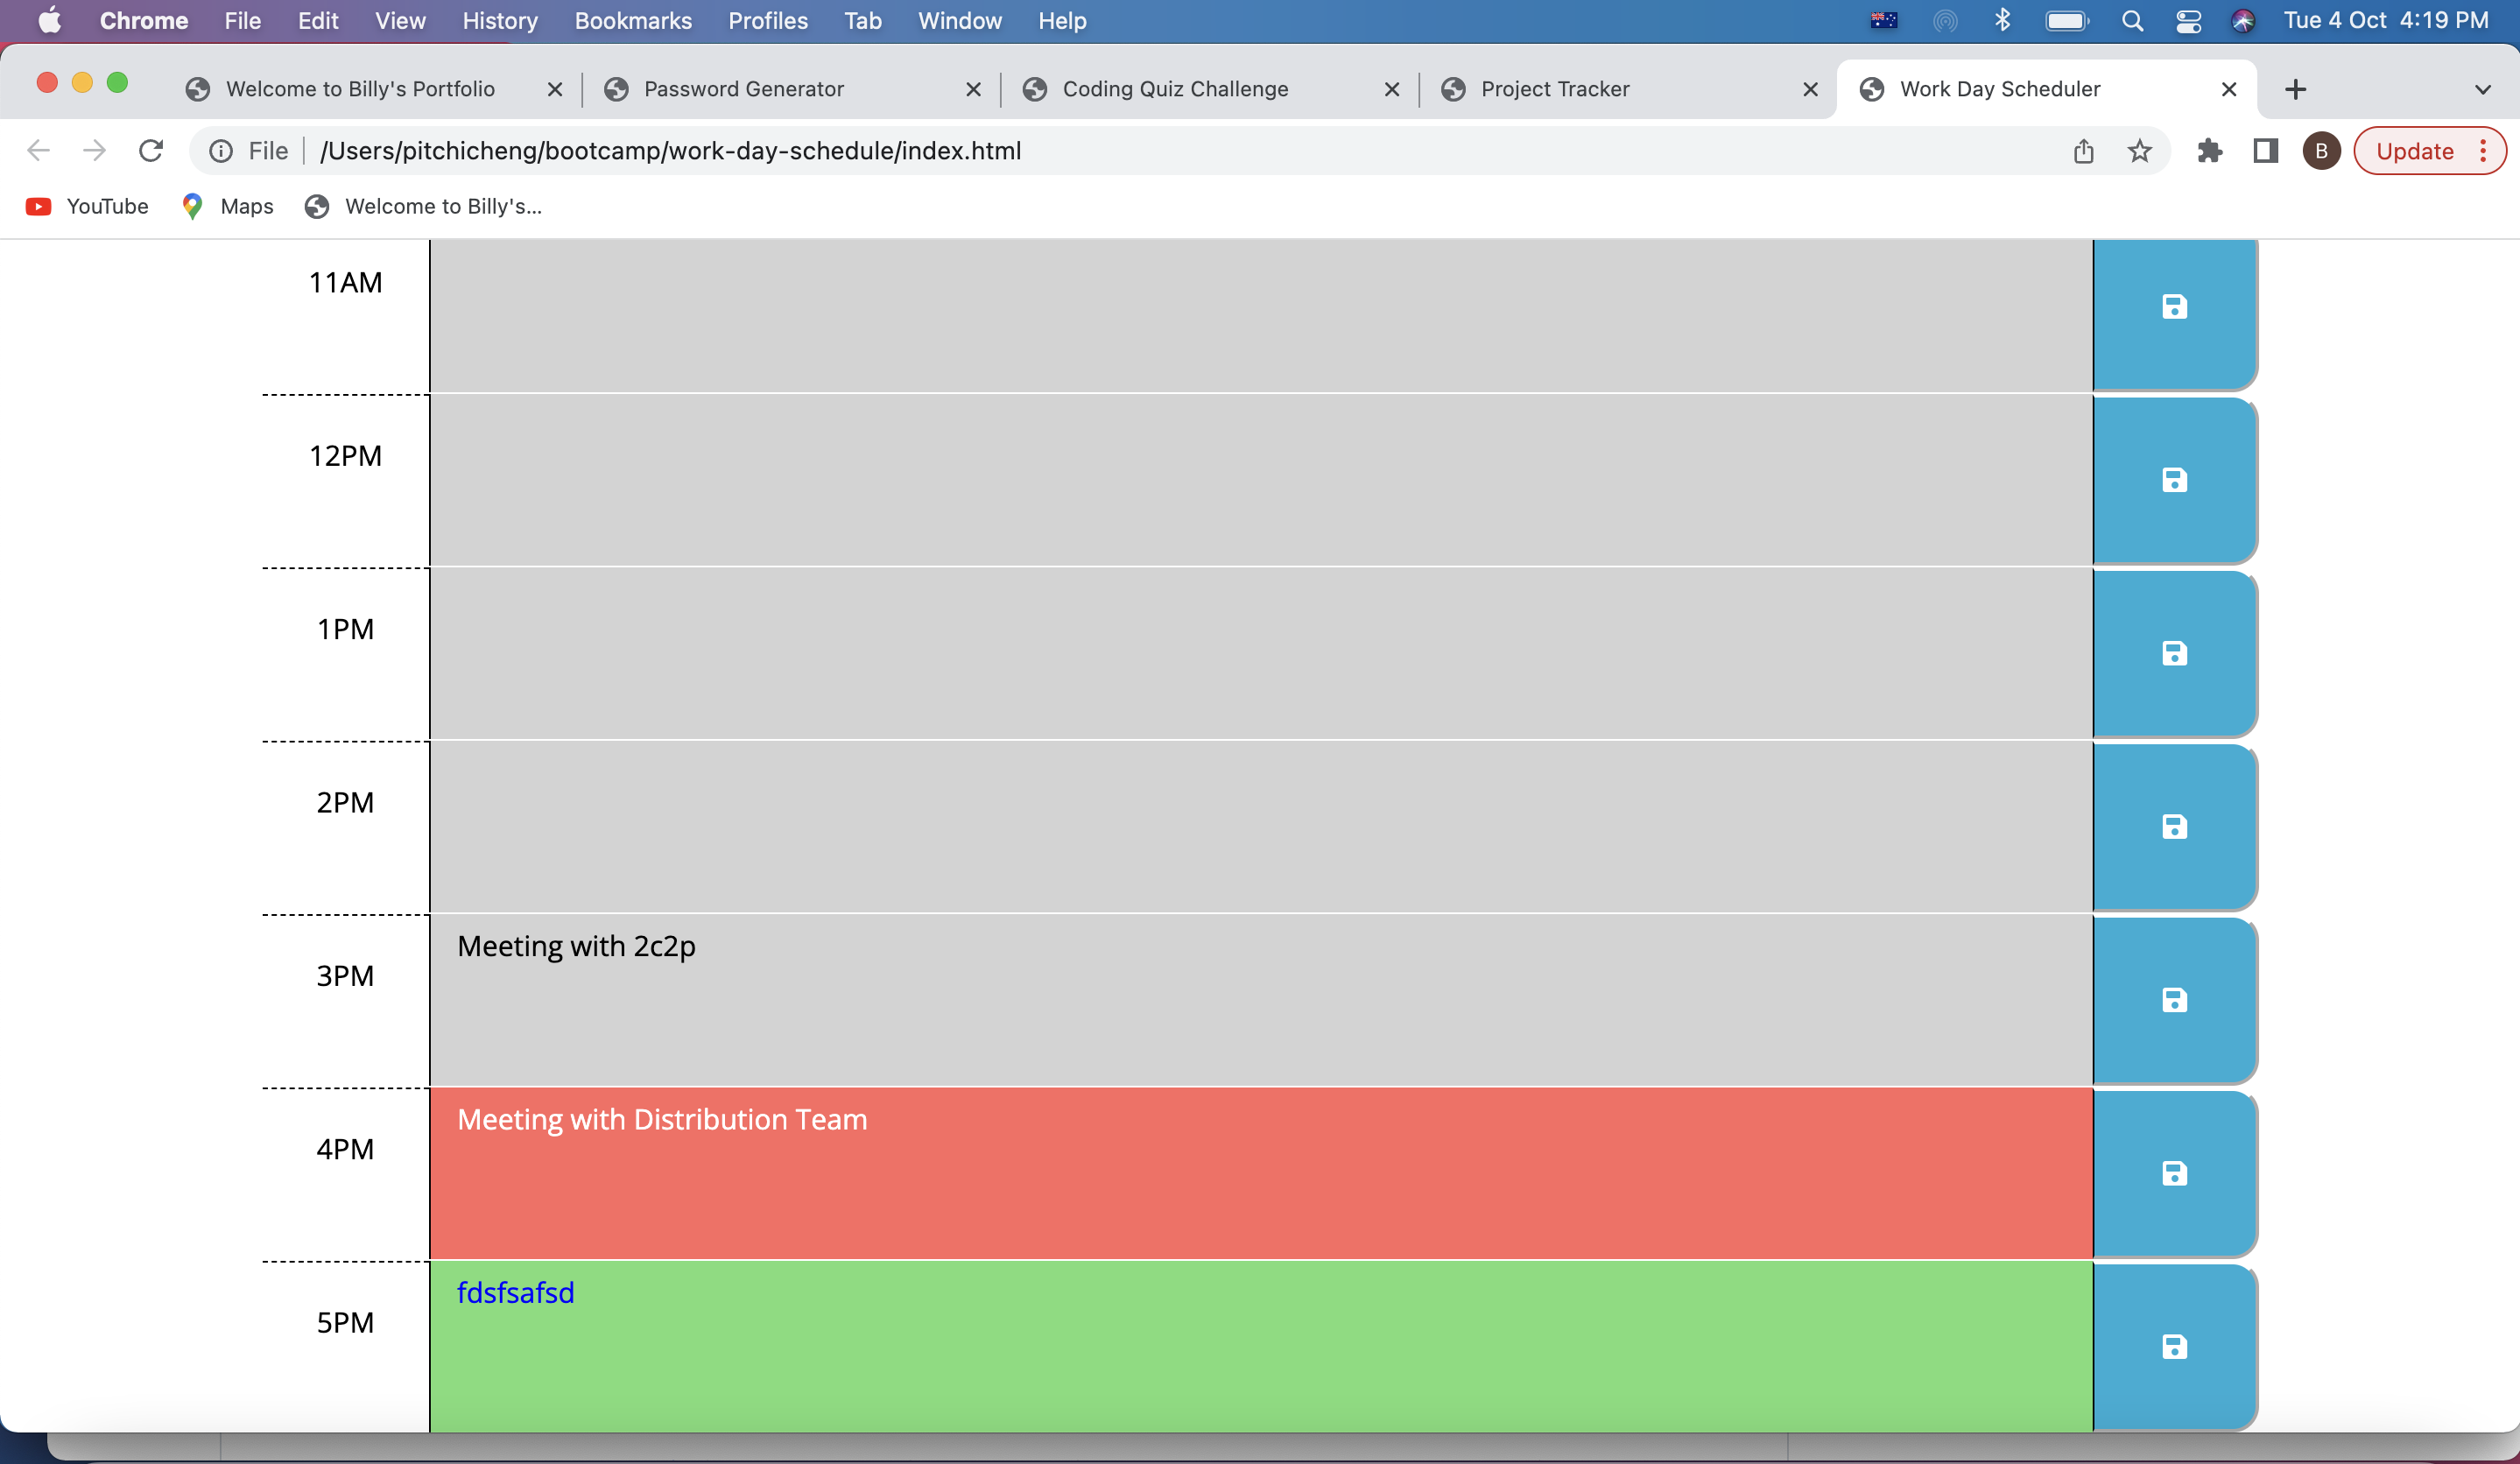 Chrome File Edit View History Bookmarks Profiles Tab Window Help Tue 4 Oct 4:19 PM
Welcome to Billy's Portfolio Password Generator Coding Quiz Challenge Project Tracker Work Day Scheduler
File /Users/pitchicheng/bootcamp/work-day-schedule/index.html B Update
YouTube Maps Welcome to Billy's...
11AM
12PM
1PM
2PM
Meeting with 2c2p
3PM
Meeting with Distribution Team
4PM
fdsfsafsd
5PM